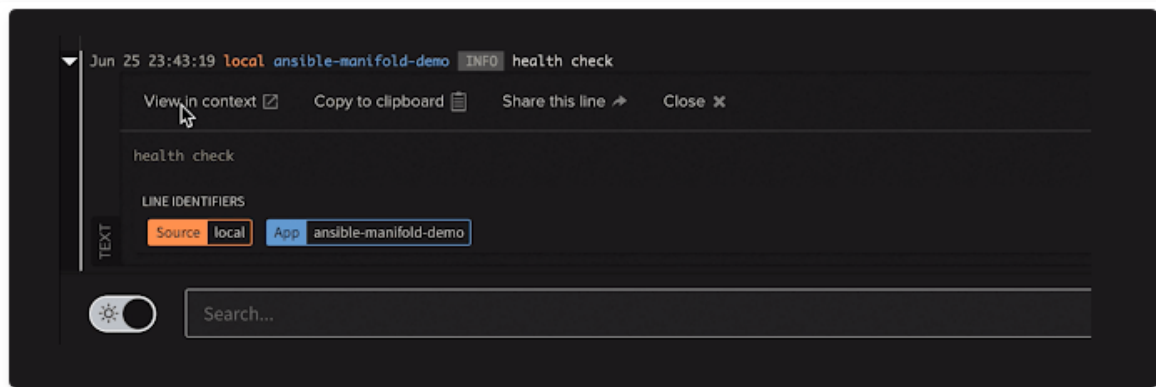 Jun 25 23:43:19 local ansible-manifold-demo INFO health check
View in context Copy to clipboard Share this line Close
health check
LINE IDENTIFIERS
TEXT
Source local App ansible-manifold-demo
Search...